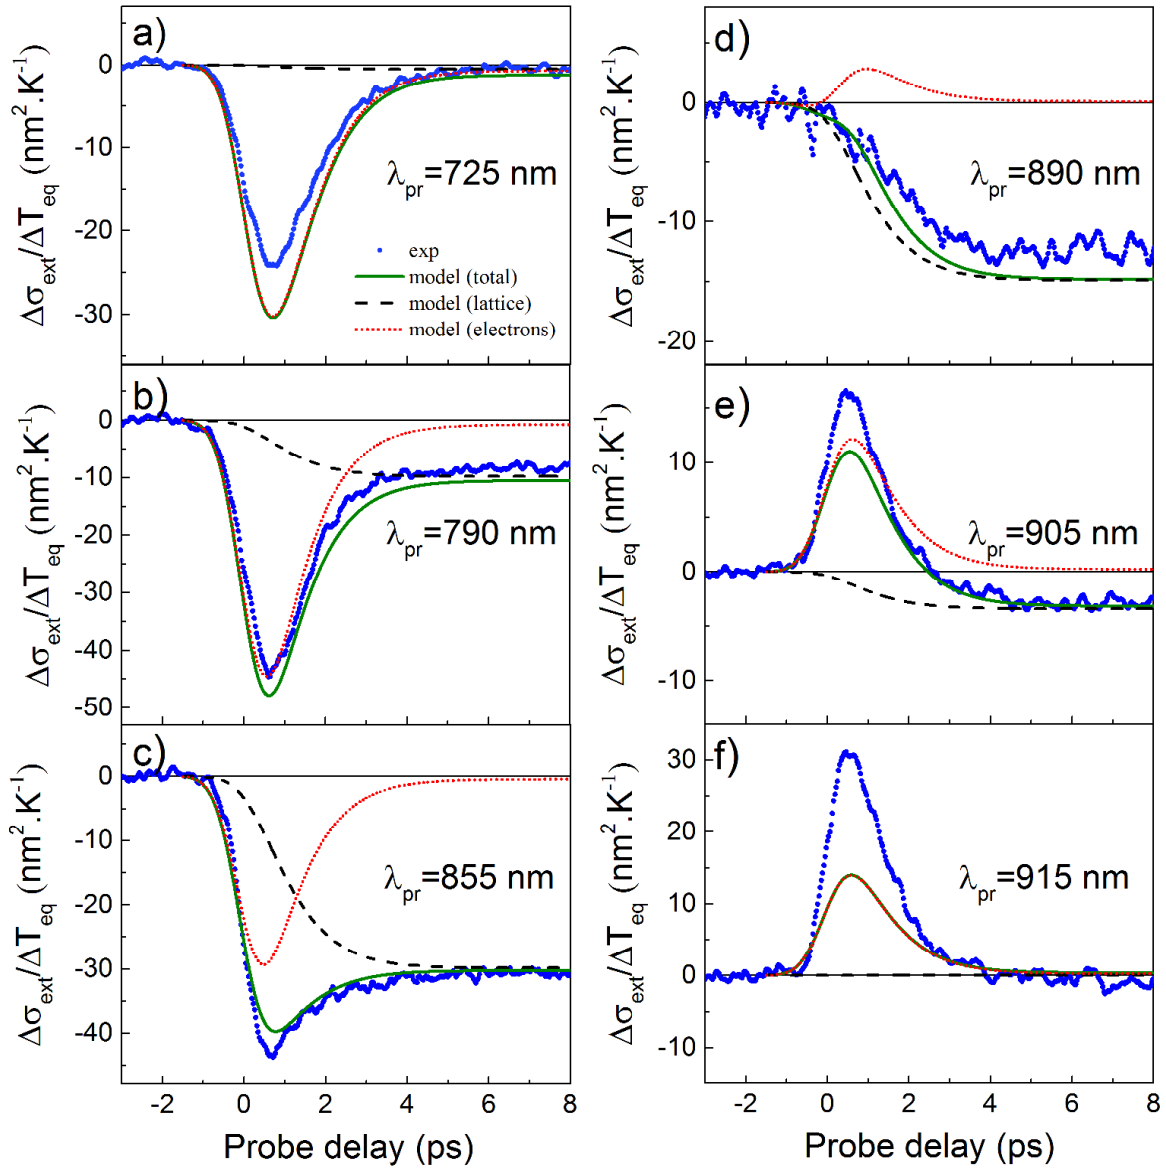 a)
Δσext/ΔTeq (nm².K⁻¹)
0
-10
-20
-30
λpr=725 nm
exp
model (total)
model (lattice)
model (electrons)
b)
Δσext/ΔTeq (nm².K⁻¹)
0
-10
-20
-30
-40
-50
λpr=790 nm
c)
Δσext/ΔTeq (nm².K⁻¹)
0
-10
-20
-30
-40
λpr=855 nm
-2 0 2 4 6 8
Probe delay (ps)
d)
Δσext/ΔTeq (nm².K⁻¹)
0
-10
-20
λpr=890 nm
e)
Δσext/ΔTeq (nm².K⁻¹)
10
0
-10
λpr=905 nm
f)
Δσext/ΔTeq (nm².K⁻¹)
30
20
10
0
-10
λpr=915 nm
-2 0 2 4 6 8
Probe delay (ps)